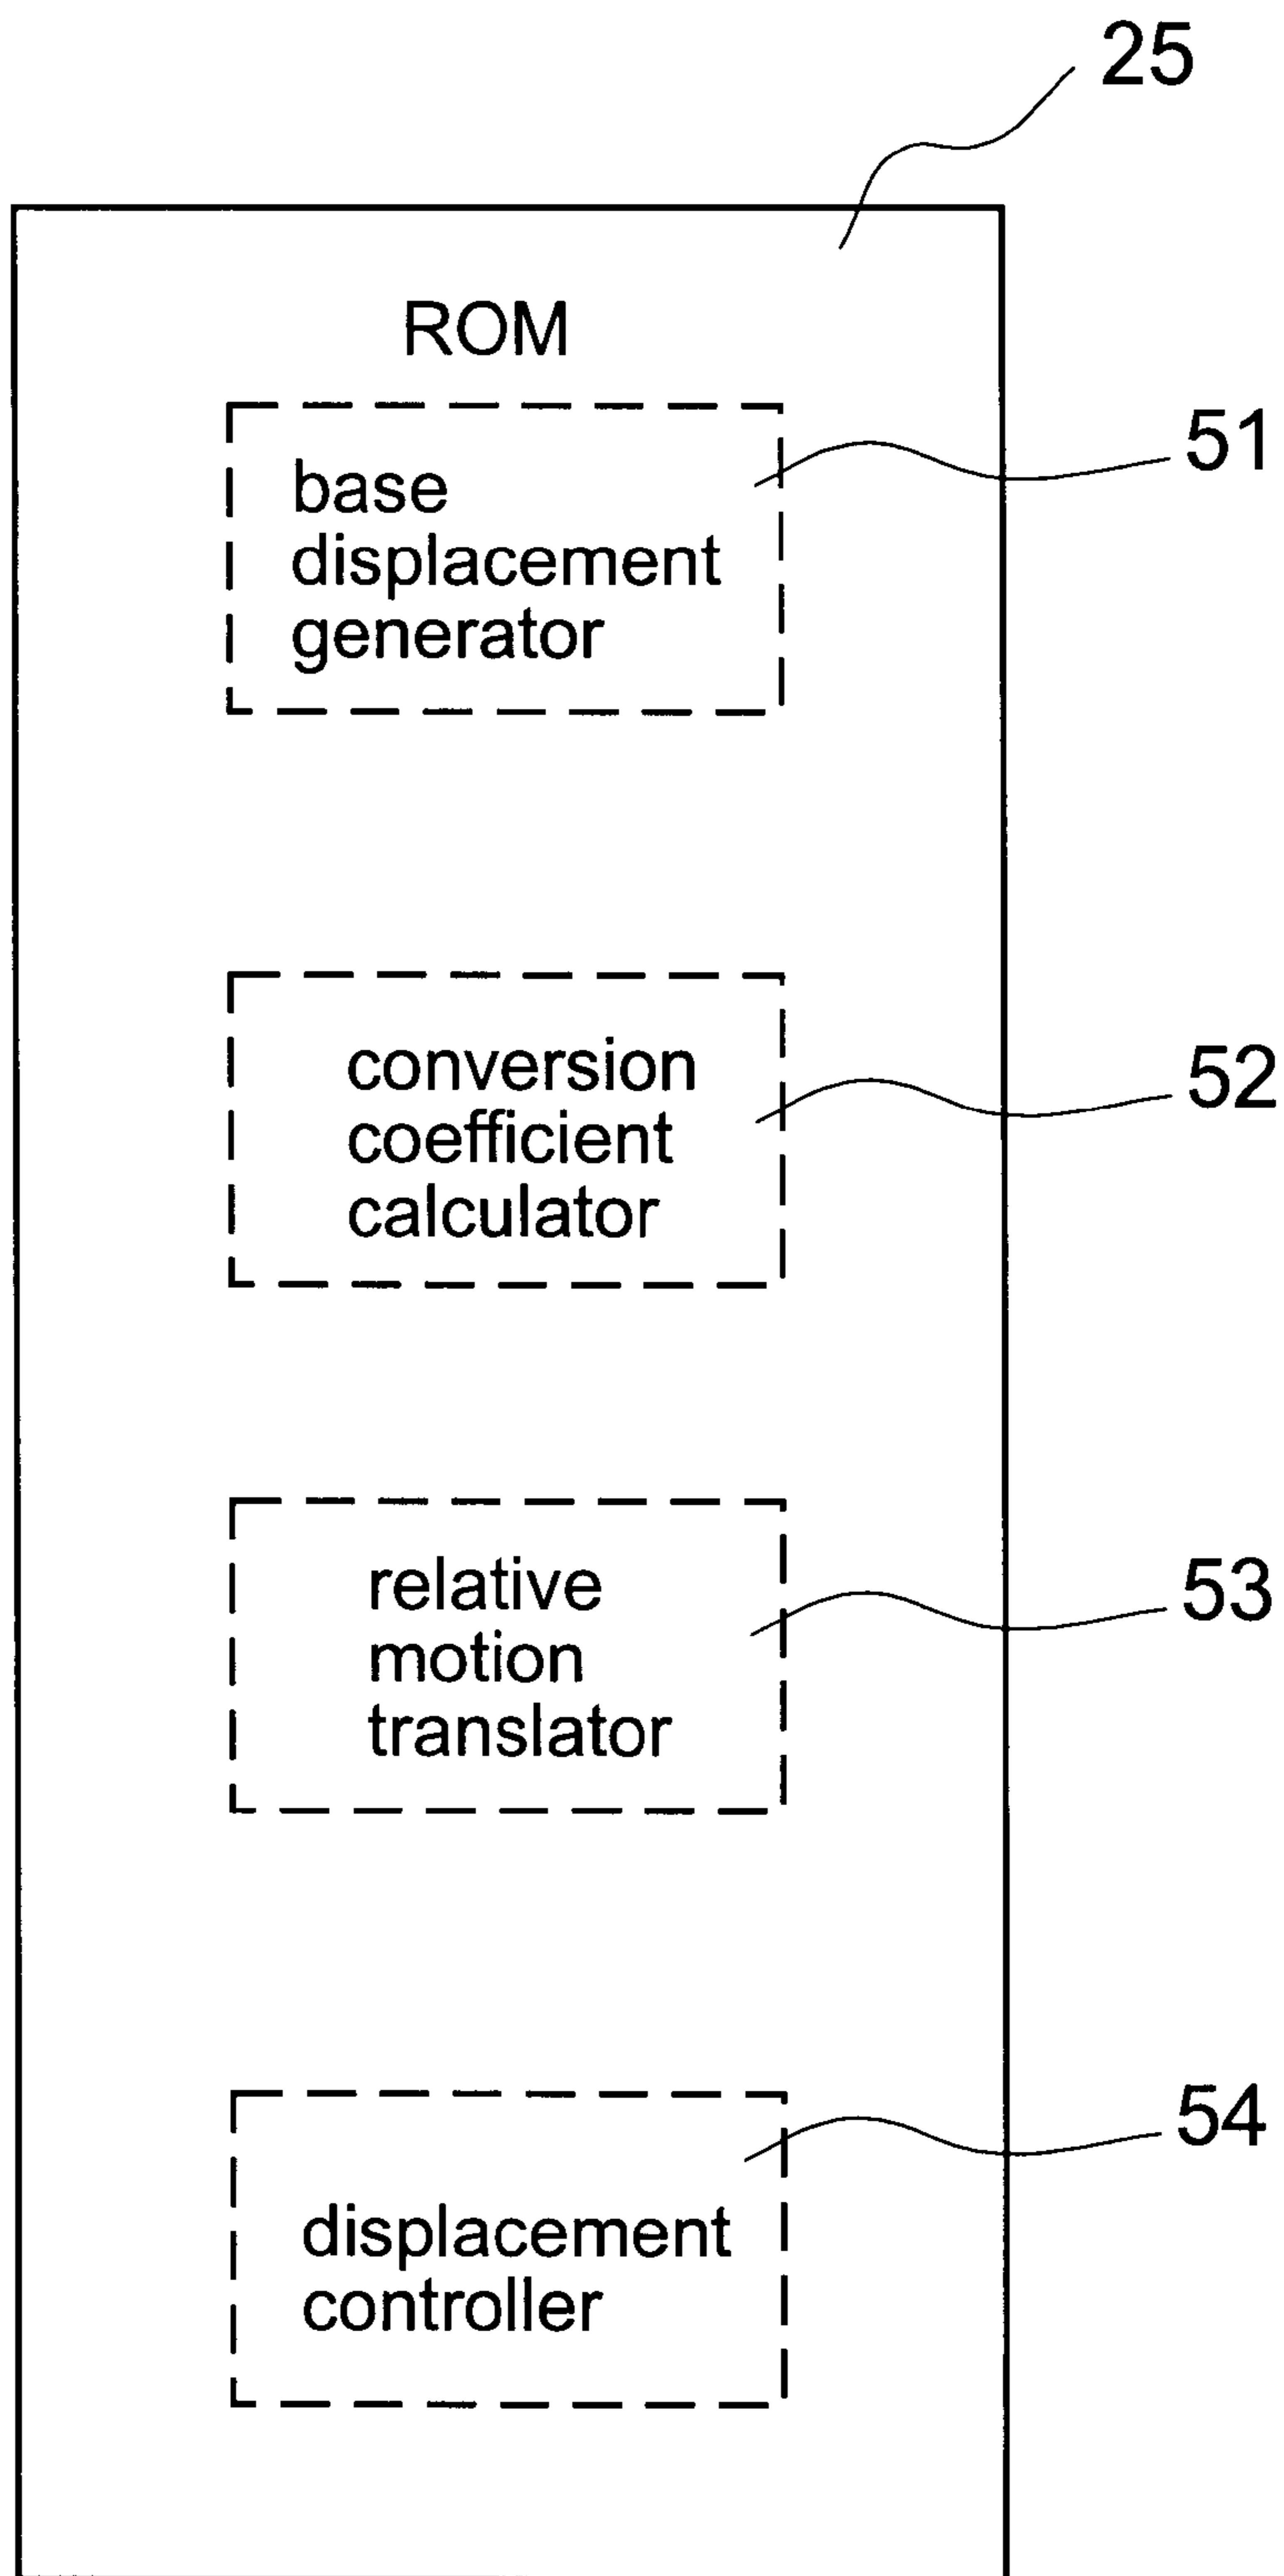 25
ROM
base
displacement
generator
51
conversion
coefficient
calculator
52
relative
motion
translator
53
displacement
controller
54